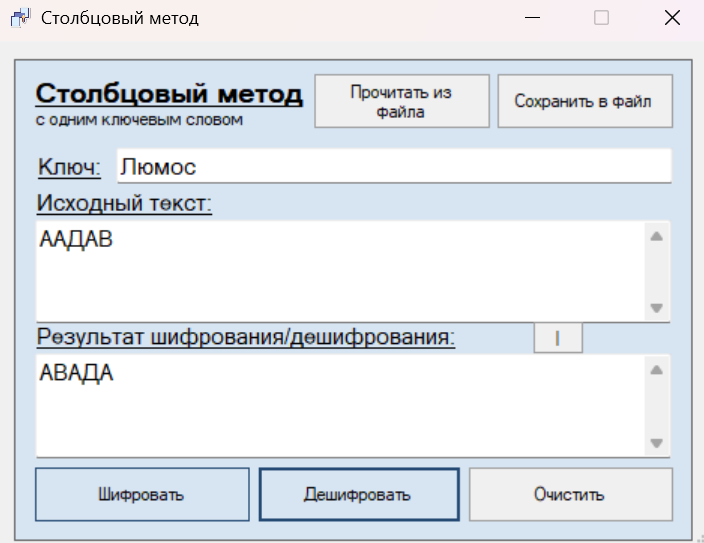 Столбцовый метод
Столбцовый метод
с одним ключевым словом
Прочитать из
файла
Сохранить в файл
Ключ:
Люмос
Исходный текст:
ААДАВ
Результат шифрования/дешифрования:
АВАДА
Шифровать
Дешифровать
Очистить